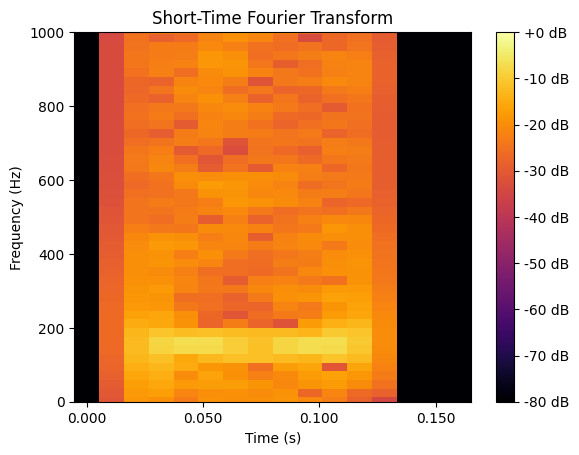 Short-Time Fourier Transform
1000
800
600
400
200
0
Frequency (Hz)
0.000
0.050
0.100
0.150
Time (s)
+0 dB
-10 dB
-20 dB
-30 dB
-40 dB
-50 dB
-60 dB
-70 dB
-80 dB